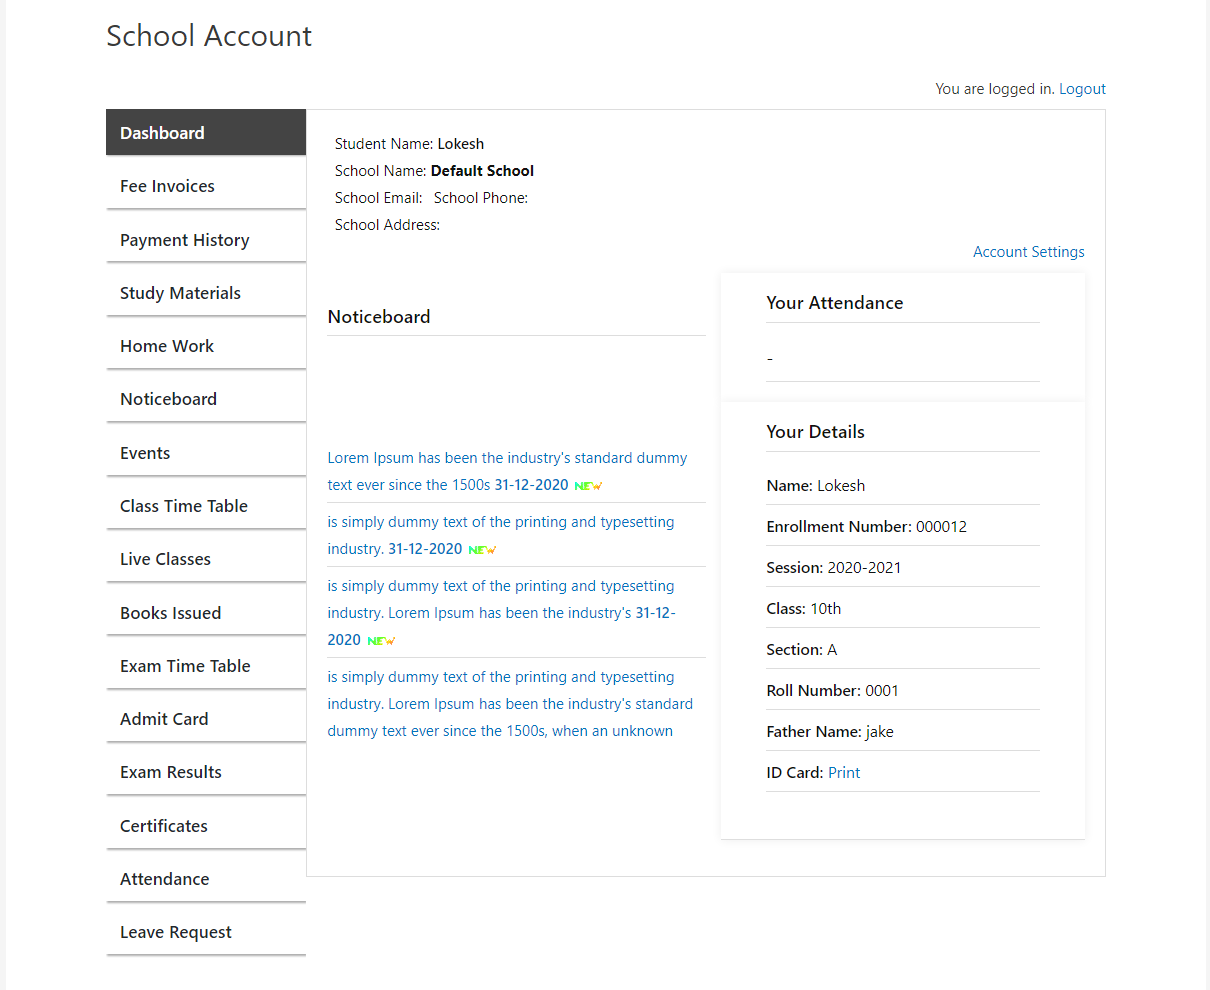 School Account
You are logged in. Logout
Dashboard
Fee Invoices
Payment History
Study Materials
Home Work
Noticeboard
Events
Class Time Table
Live Classes
Books Issued
Exam Time Table
Admit Card
Exam Results
Certificates
Attendance
Leave Request
Student Name: Lokesh
School Name: Default School
School Email: School Phone:
School Address:
Account Settings
Noticeboard
Lorem Ipsum has been the industry's standard dummy
text ever since the 1500s 31-12-2020 NEW
is simply dummy text of the printing and typesetting
industry. 31-12-2020 NEW
is simply dummy text of the printing and typesetting
industry. Lorem Ipsum has been the industry's 31-12-
2020 NEW
is simply dummy text of the printing and typesetting
industry. Lorem Ipsum has been the industry's standard
dummy text ever since the 1500s, when an unknown
Your Attendance
-
Your Details
Name: Lokesh
Enrollment Number: 000012
Session: 2020-2021
Class: 10th
Section: A
Roll Number: 0001
Father Name: jake
ID Card: Print